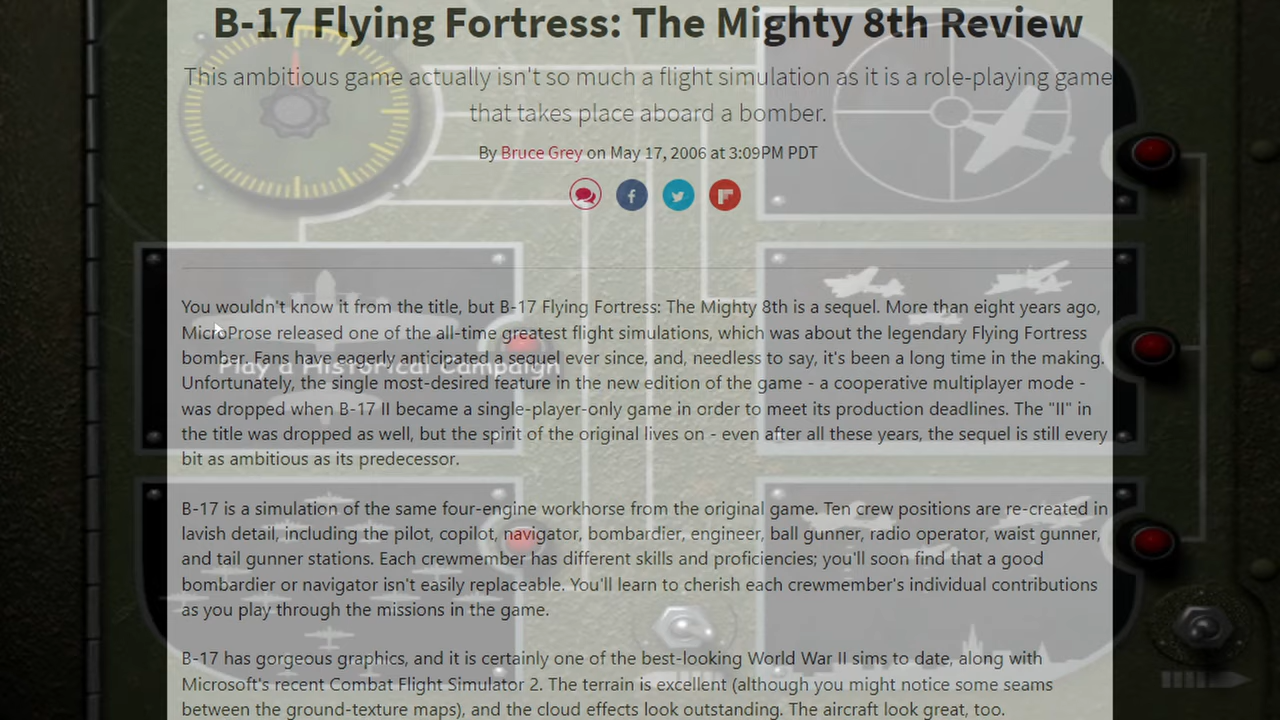 B-17 Flying Fortress: The Mighty 8th Review
This ambitious game actually isn't so much a flight simulation as it is a role-playing game
that takes place aboard a bomber.
By Bruce Grey on May 17, 2006 at 3:09PM PDT
You wouldn't know it from the title, but B-17 Flying Fortress: The Mighty 8th is a sequel. More than eight years ago,
MicroProse released one of the all-time greatest flight simulations, which was about the legendary Flying Fortress
bomber. Fans have eagerly anticipated a sequel ever since, and, needless to say, it's been a long time in the making.
Play a Historical Campaign
Unfortunately, the single most-desired feature in the new edition of the game - a cooperative multiplayer mode -
was dropped when B-17 II became a single-player-only game in order to meet its production deadlines. The "II" in
the title was dropped as well, but the spirit of the original lives on - even after all these years, the sequel is still every
bit as ambitious as its predecessor.
B-17 is a simulation of the same four-engine workhorse from the original game. Ten crew positions are re-created in
lavish detail, including the pilot, copilot, navigator, bombardier, engineer, ball gunner, radio operator, waist gunner,
and tail gunner stations. Each crewmember has different skills and proficiencies; you'll soon find that a good
bombardier or navigator isn't easily replaceable. You'll learn to cherish each crewmember's individual contributions
as you play through the missions in the game.
B-17 has gorgeous graphics, and it is certainly one of the best-looking World War II sims to date, along with
Microsoft's recent Combat Flight Simulator 2. The terrain is excellent (although you might notice some seams
between the ground-texture maps), and the cloud effects look outstanding. The aircraft look great, too.